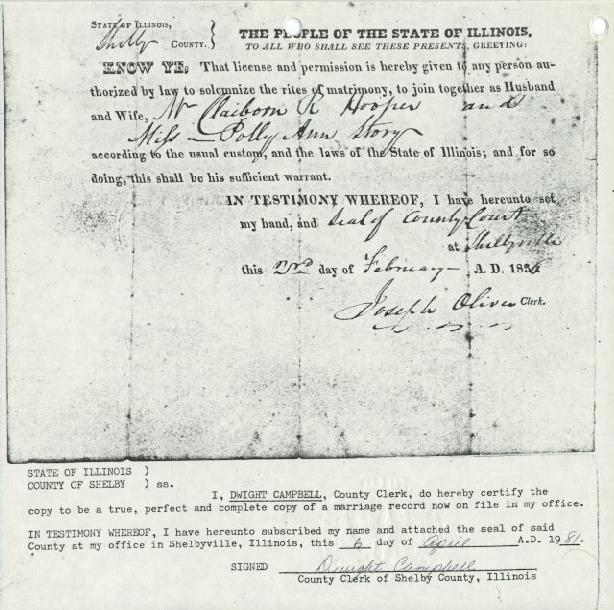 STATE OF ILLINOIS,
Shelby COUNTY. }
THE PEOPLE OF THE STATE OF ILLINOIS,
TO ALL WHO SHALL SEE THESE PRESENTS, GREETING:
KNOW YE, That license and permission is hereby given to any person au-
thorized by law to solemnize the rites of matrimony, to join together as Husband
and Wife, Mr Claiborn R Hooper and
Miss Polly Ann Story
according to the usual custom, and the laws of the State of Illinois; and for so
doing, this shall be his sufficient warrant.
IN TESTIMONY WHEREOF, I have hereunto set
my hand, and seal of County Court
at Shelbyville
this 22nd day of February A. D. 183
Joseph Oliver Clerk.
STATE OF ILLINOIS )
COUNTY OF SHELBY ) ss.
I, DWIGHT CAMPBELL, County Clerk, do hereby certify the
copy to be a true, perfect and complete copy of a marriage record now on file in my office.
IN TESTIMONY WHEREOF, I have hereunto subscribed my name and attached the seal of said
County at my office in Shelbyville, Illinois, this 6 day of April A.D. 1981.
SIGNED Dwight Campbell
County Clerk of Shelby County, Illinois